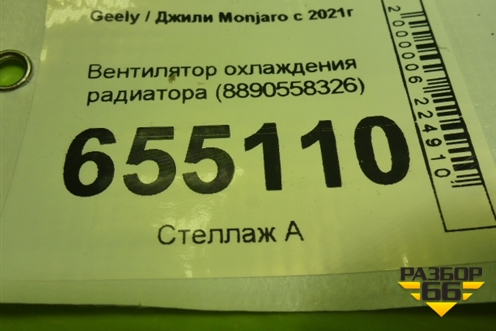 Geely / Джили Monjaro с 2021г
Вентилятор охлаждения
радиатора (8890558326)
655110
Стеллаж А
2000006224910
РАЗБОР
66